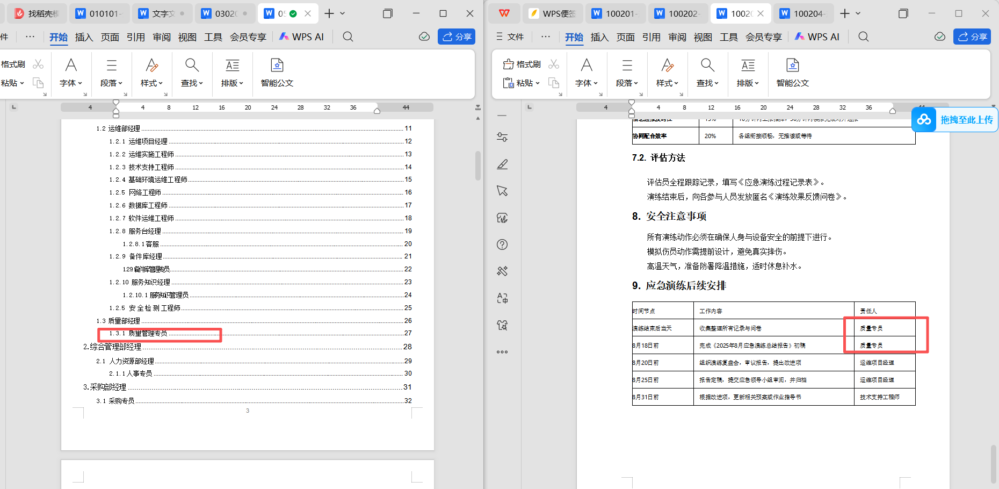 找稻壳模
010101-
文字文
0302
05
件
开始
插入
页面
引用
审阅
视图
工具
会员专享
WPS AI
分享
格式刷
粘贴
字体
段落
样式
查找
排版
智能公文
4 4 8 12 16 20 24 28 32 36 44
1.2 运维部经理 11
1.2.1 运维项目经理 12
1.2.2 运维实施工程师 13
1.2.3 技术支持工程师 14
1.2.4 基础环境运维工程师 15
1.2.5 网络工程师 16
1.2.6 数据库工程师 17
1.2.7 软件运维工程师 18
1.2.8 服务台经理 19
1.2.8.1客服 20
1.2.9 备件库经理 21
1.2.9备件库管理专员 22
1.2.10 服务知识经理 23
1.2.10.1服务知识管理员 24
1.2.5 安全检测工程师 25
1.3 质量部经理 26
1.3.1 质量管理专员 27
2.综合管理部经理 28
2.1 人力资源部经理 29
2.1.1人事专员 30
3.采购部经理 31
3.1 采购专员 32
3
WPS便签
100201-
100202-
1002
100204-
文件
开始
插入
页面
引用
审阅
视图
工具
会员专享
WPS AI
分享
格式刷
粘贴
字体
段落
样式
查找
排版
智能公文
4 4 8 12 16 20 24 28 32 36 44
拖拽至此上传
协同配合效率 20% 各组衔接顺畅，无推诿或等待
7.2. 评估方法
评估员全程跟踪记录，填写《应急演练过程记录表》。
演练结束后，向各参与人员发放匿名《演练效果反馈问卷》。
8. 安全注意事项
所有演练动作必须在确保人身与设备安全的前提下进行。
模拟伤员动作需提前设计，避免真实摔伤。
高温天气，准备防暑降温措施，适时休息补水。
9. 应急演练后续安排
时间节点 工作内容 责任人
演练结束后当天 收集整理所有记录与问卷 质量专员
8月18日前 完成《2025年8月应急演练总结报告》初稿 质量专员
8月20日前 组织演练复盘会，审议报告，提出改进项 运维项目经理
8月25日前 报告定稿，提交应急领导小组审阅，并归档 运维项目经理
8月31日前 根据改进项，更新相关预案或作业指导书 技术支持工程师